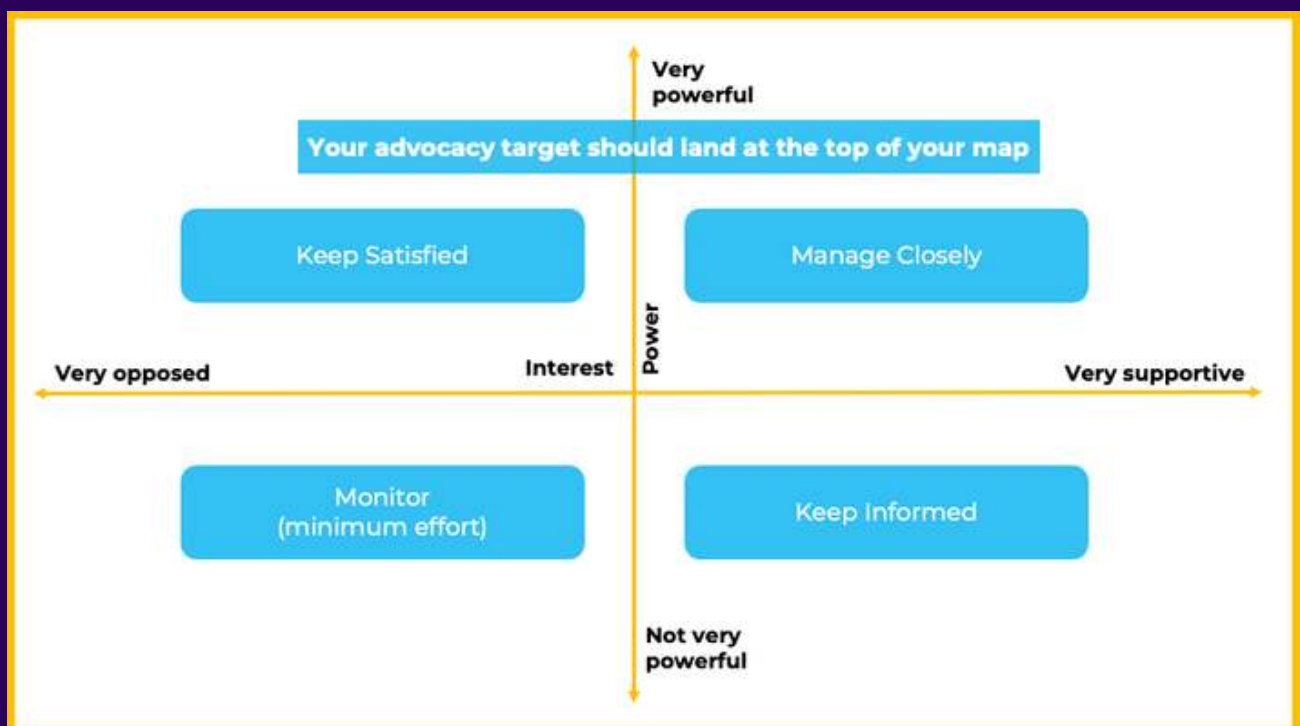 Very
powerful
Your advocacy target should land at the top of your map
Keep Satisfied
Manage Closely
Power
Very opposed
Interest
Very supportive
Monitor
(minimum effort)
Keep Informed
Not very
powerful